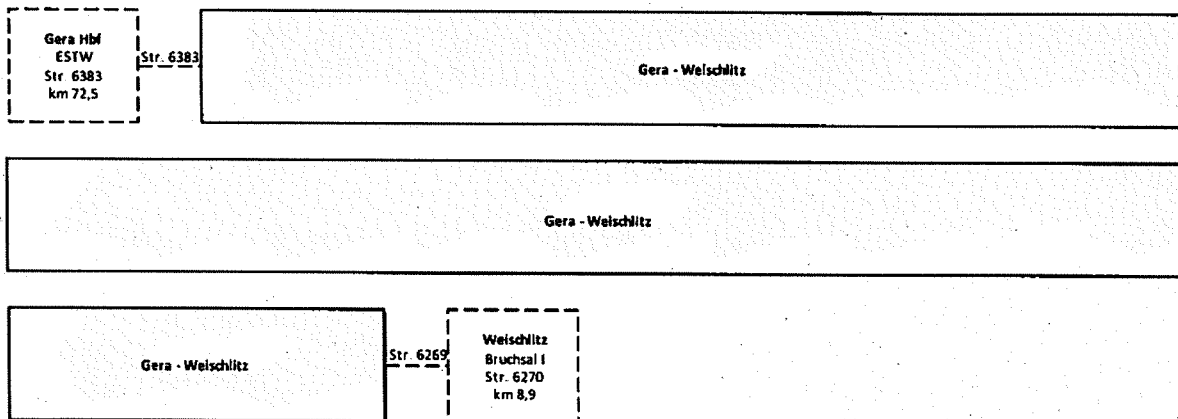 Gera Hbf
ESTW
Str. 6383
km 72,5
Str. 6383
Gera - Weischlitz
Gera - Weischlitz
Gera - Weischlitz
Str. 6269
Weischlitz
Bruchsal I
Str. 6270
km 8,9